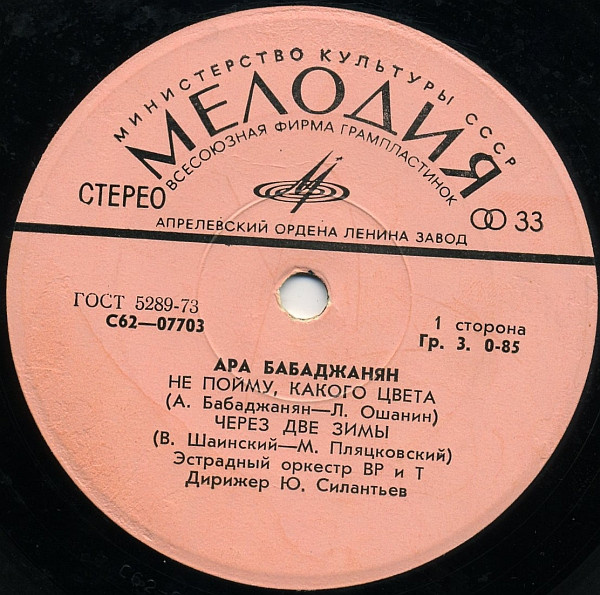 МИНИСТЕРСТВО КУЛЬТУРЫ СССР
МЕЛОДИЯ
ВСЕСОЮЗНАЯ ФИРМА ГРАМПЛАСТИНОК
СТЕРЕО
33
АПРЕЛЕВСКИЙ ОРДЕНА ЛЕНИНА ЗАВОД
ГОСТ 5289-73
С62—07703
1 сторона
Гр. 3. 0-85
АРА БАБАДЖАНЯН
НЕ ПОЙМУ, КАКОГО ЦВЕТА
(А. Бабаджанян—Л. Ошанин)
ЧЕРЕЗ ДВЕ ЗИМЫ
(В. Шаинский—М. Пляцковский)
Эстрадный оркестр ВР и Т
Дирижер Ю. Силантьев